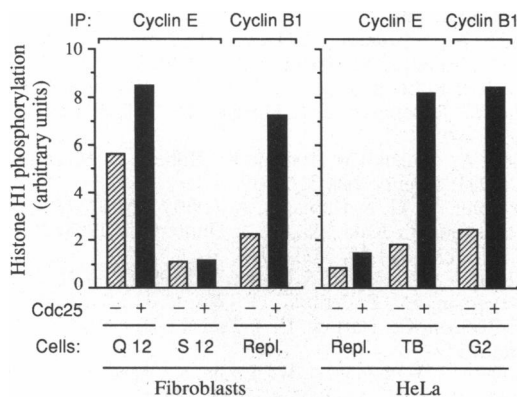 IP: Cyclin E Cyclin B1 Cyclin E Cyclin B1
Histone H1 phosphorylation
(arbitrary units)
10
8
6
4
2
0
Cdc25 – + – + – + – + – + – +
Cells: Q 12 S 12 Repl. Repl. TB G2
Fibroblasts HeLa